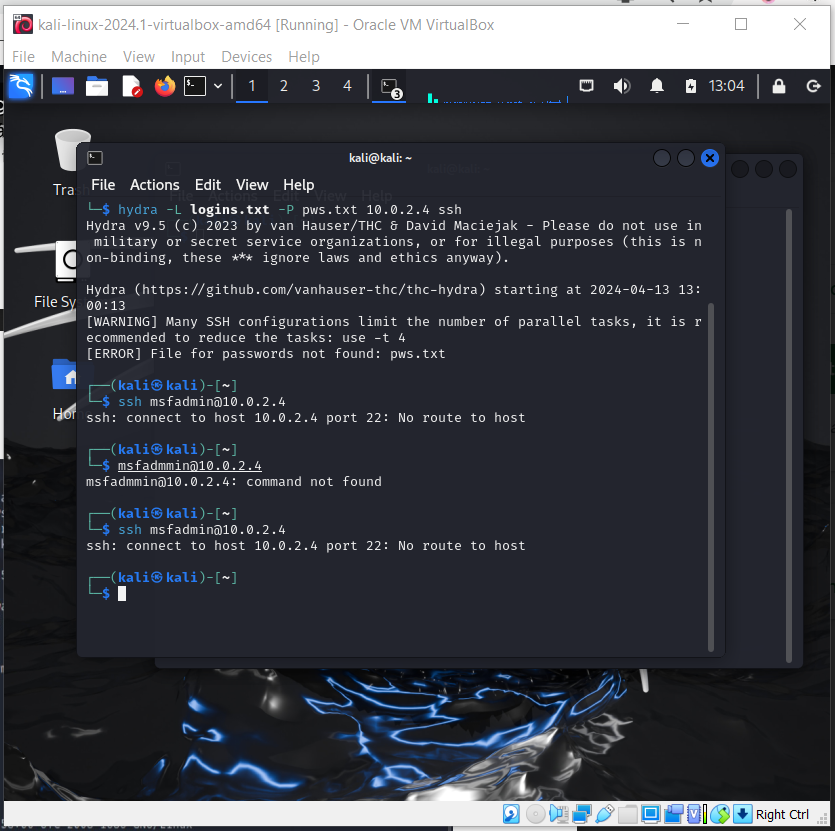 kali-linux-2024.1-virtualbox-amd64 [Running] - Oracle VM VirtualBox
File Machine View Input Devices Help
1 2 3 4 3 13:04
kali@kali: ~
Tras
File Actions Edit View Help
└─$ hydra -L logins.txt -P pws.txt 10.0.2.4 ssh
Hydra v9.5 (c) 2023 by van Hauser/THC & David Maciejak - Please do not use in
military or secret service organizations, or for illegal purposes (this is n
on-binding, these *** ignore laws and ethics anyway).
Hydra (https://github.com/vanhauser-thc/thc-hydra) starting at 2024-04-13 13:
00:13
[WARNING] Many SSH configurations limit the number of parallel tasks, it is r
ecommended to reduce the tasks: use -t 4
[ERROR] File for passwords not found: pws.txt
File Sy
┌──(kali㉿kali)-[~]
└─$ ssh msfadmin@10.0.2.4
ssh: connect to host 10.0.2.4 port 22: No route to host
Hor
┌──(kali㉿kali)-[~]
└─$ msfadmmin@10.0.2.4
msfadmmin@10.0.2.4: command not found
┌──(kali㉿kali)-[~]
└─$ ssh msfadmin@10.0.2.4
ssh: connect to host 10.0.2.4 port 22: No route to host
┌──(kali㉿kali)-[~]
└─$
Right Ctrl